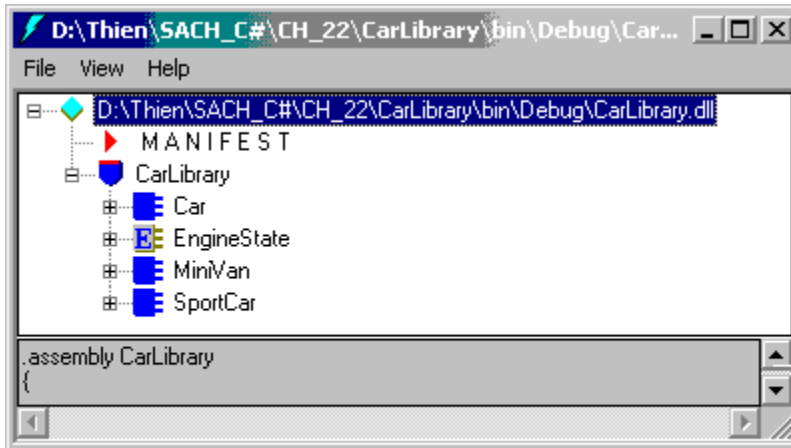 D:\Thien\SACH_C#\CH_22\CarLibrary\bin\Debug\Car...
File View Help
D:\Thien\SACH_C#\CH_22\CarLibrary\bin\Debug\CarLibrary.dll
MANIFEST
CarLibrary
Car
E EngineState
MiniVan
SportCar
.assembly CarLibrary
{